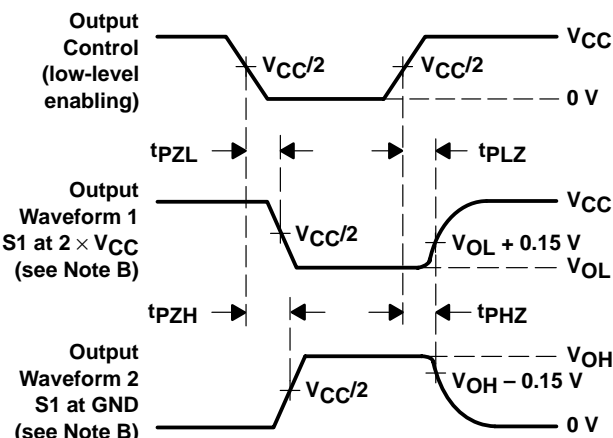 Output
Control
(low-level
enabling)
VCC/2
VCC/2
VCC
0 V
tPZL
tPLZ
Output
Waveform 1
S1 at 2 × VCC
(see Note B)
VCC/2
VCC
VOL + 0.15 V
VOL
tPZH
tPHZ
Output
Waveform 2
S1 at GND
(see Note B)
VCC/2
VOH
VOH – 0.15 V
0 V